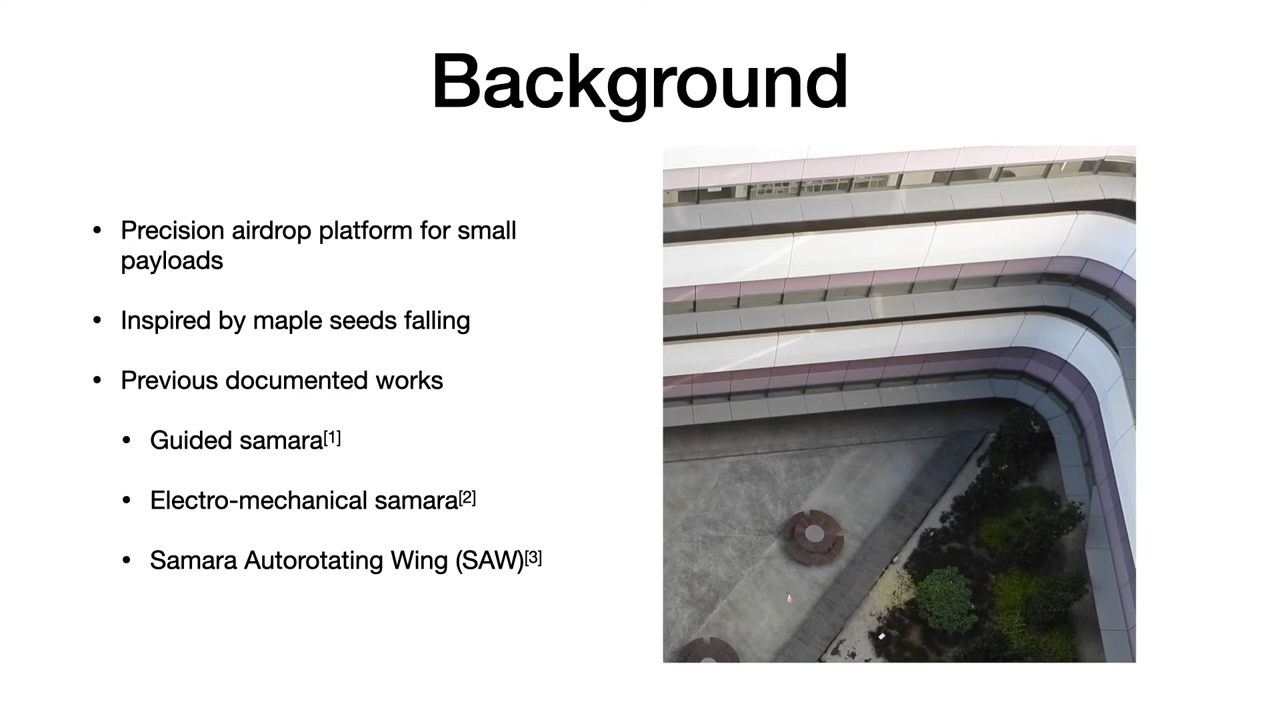 Background
• Precision airdrop platform for small
payloads
• Inspired by maple seeds falling
• Previous documented works
• Guided samara[1]
• Electro-mechanical samara[2]
• Samara Autorotating Wing (SAW)[3]